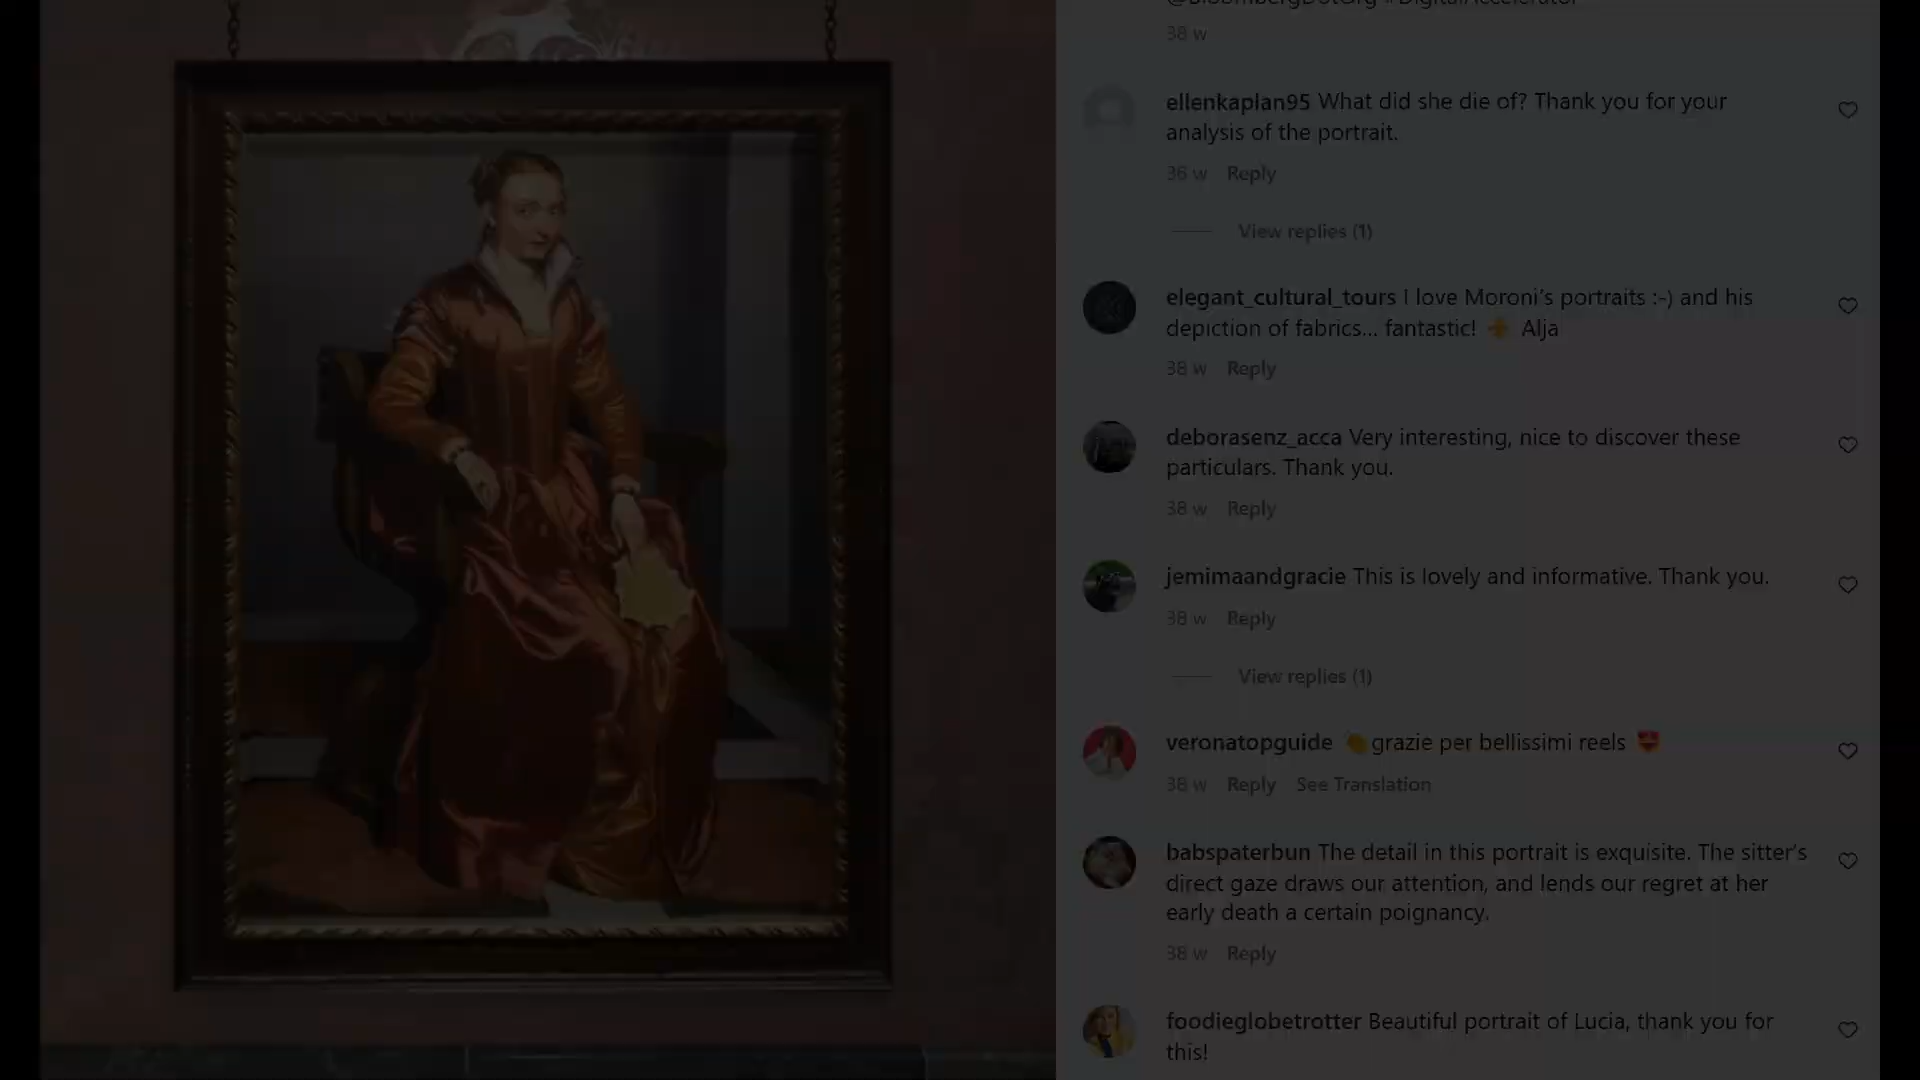 @BloombergDotOrg #DigitalAccelerator
38 w
ellenkaplan95 What did she die of? Thank you for your
analysis of the portrait.
36 w Reply
View replies (1)
elegant_cultural_tours I love Moroni's portraits :-) and his
depiction of fabrics... fantastic! Alja
38 w Reply
deborasenz_acca Very interesting, nice to discover these
particulars. Thank you.
38 w Reply
jemimaandgracie This is lovely and informative. Thank you.
38 w Reply
View replies (1)
veronatopguide 👏grazie per bellissimi reels 😍
38 w Reply See Translation
babspaterbun The detail in this portrait is exquisite. The sitter's
direct gaze draws our attention, and lends our regret at her
early death a certain poignancy.
38 w Reply
foodieglobetrotter Beautiful portrait of Lucia, thank you for
this!